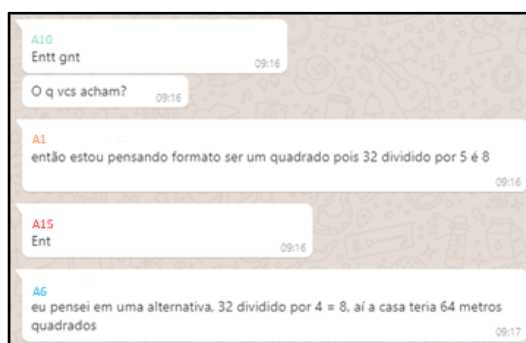 A10
Entt gnt
09:16
O q vcs acham?
09:16
A1
então estou pensando formato ser um quadrado pois 32 dividido por 5 é 8
09:16
A15
Ent
09:16
A6
eu pensei em uma alternativa, 32 dividido por 4 = 8, aí a casa teria 64 metros
quadrados
09:17